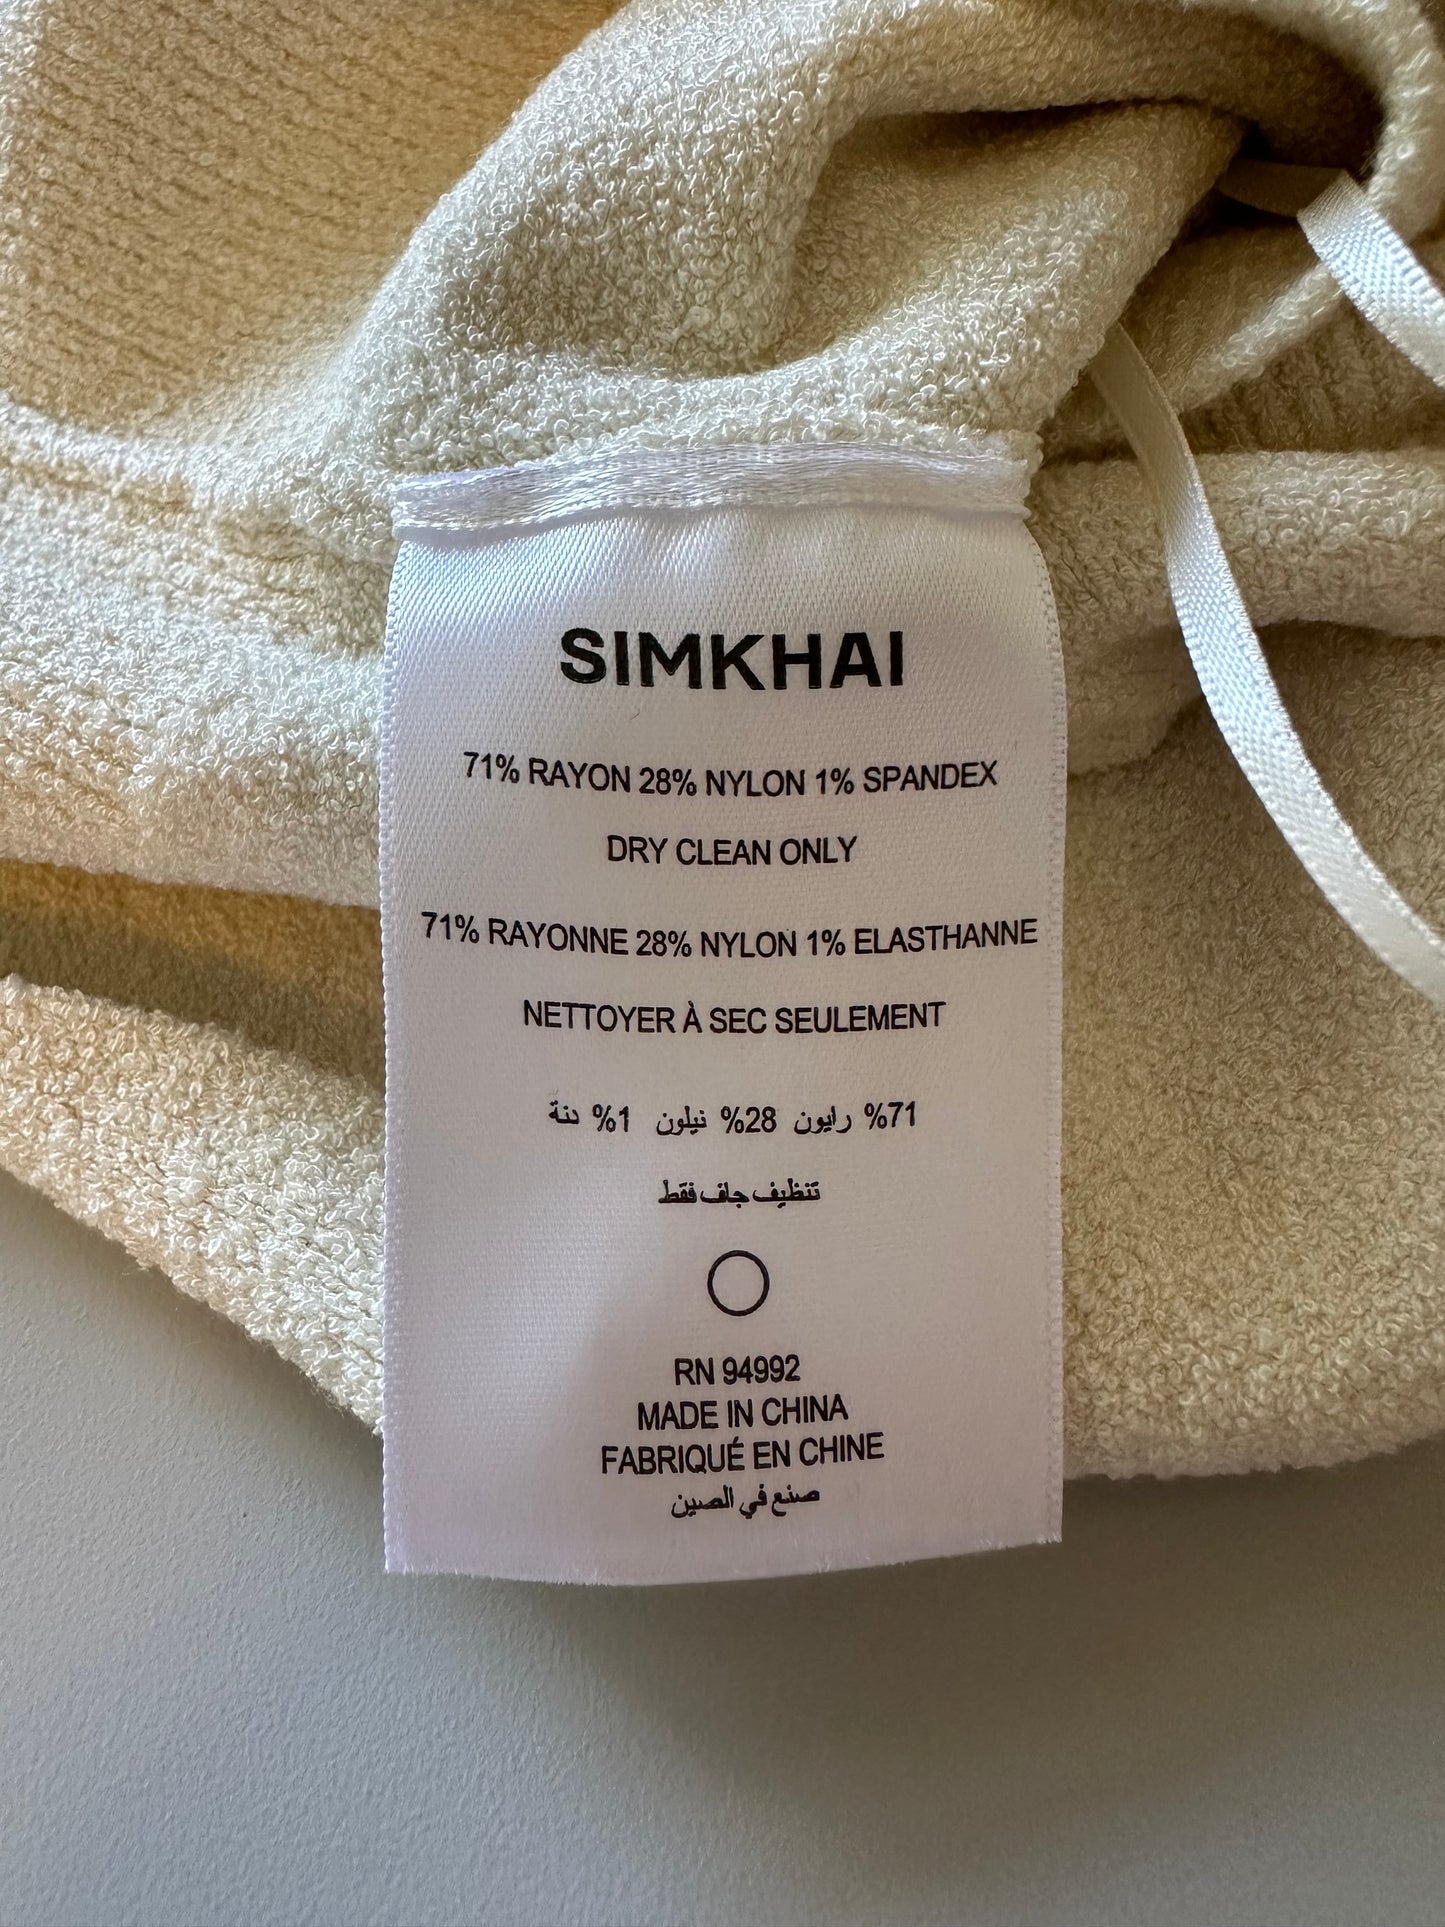 SIMKHAI
71% RAYON 28% NYLON 1% SPANDEX
DRY CLEAN ONLY
71% RAYONNE 28% NYLON 1% ELASTHANNE
NETTOYER À SEC SEULEMENT
71% رايون 28% نيلون 1% دنة
تنظيف جاف فقط
RN 94992
MADE IN CHINA
FABRIQUÉ EN CHINE
صنع في الصين